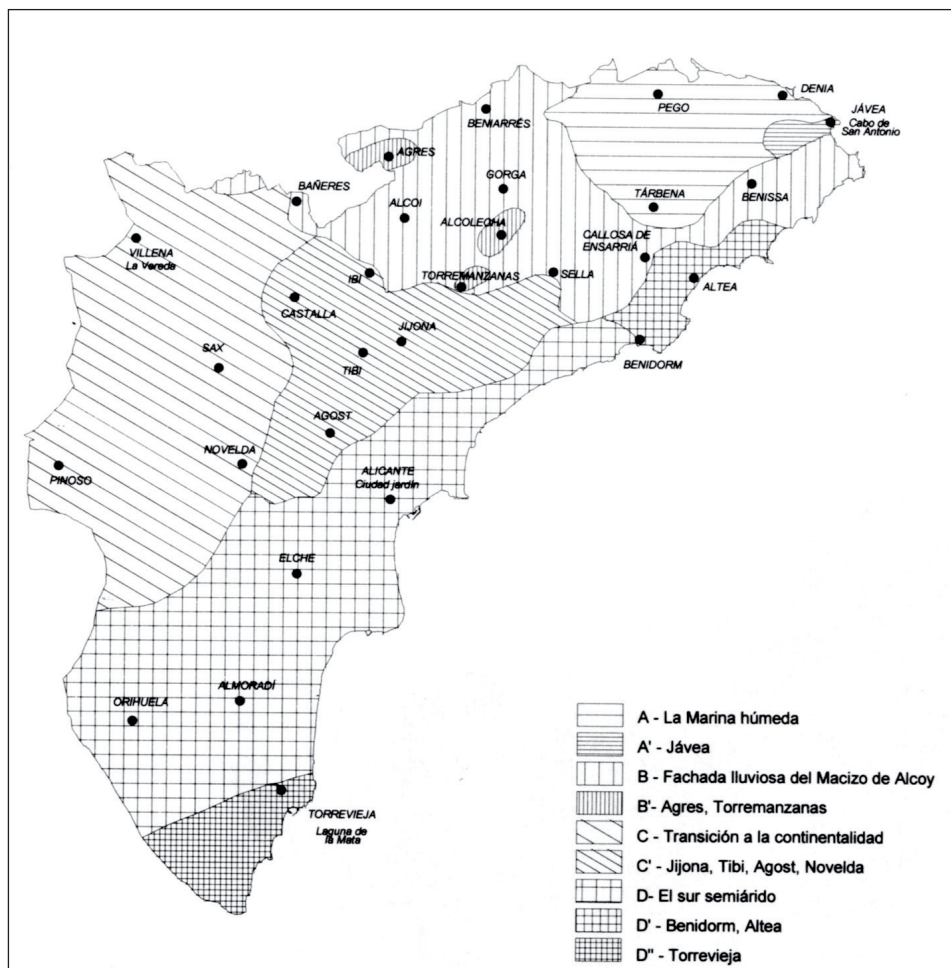 DENIA
PEGO
JÁVEA
Cabo de
San Antonio
BENIARRÉS
AGRES
GORGA
BAÑERES
BENISSA
TÁRBENA
ALCOI
ALCOLECHA
CALLOSA DE
ENSARRIÁ
VILLENA
La Vereda
IBI
TORREMANZANAS
SELLA
ALTEA
CASTALLA
JIJONA
SAX
TIBI
BENIDORM
AGOST
NOVELDA
PINOSO
ALICANTE
Ciudad jardín
ELCHE
ALMORADÍ
ORIHUELA
TORREVIEJA
Laguna de
la Mata
A - La Marina húmeda
A' - Jávea
B - Fachada lluviosa del Macizo de Alcoy
B'- Agres, Torremanzanas
C - Transición a la continentalidad
C' - Jijona, Tibi, Agost, Novelda
D- El sur semiárido
D' - Benidorm, Altea
D" - Torrevieja